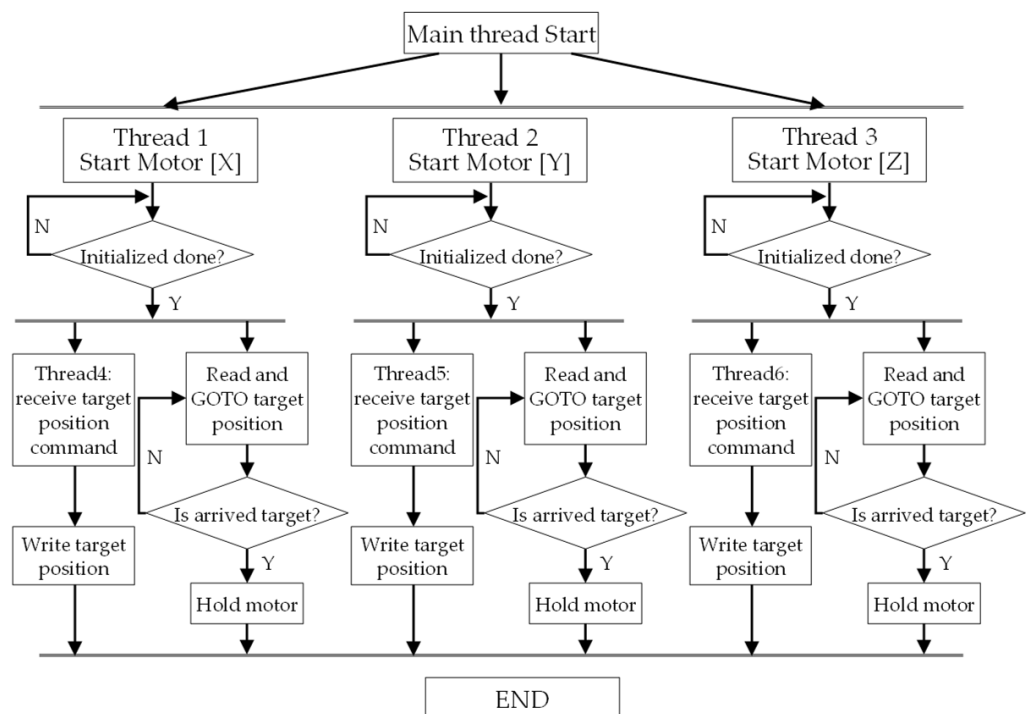 Main thread Start
Thread 1
Start Motor [X]
Thread 2
Start Motor [Y]
Thread 3
Start Motor [Z]
N
Initialized done?
Y
N
Initialized done?
Y
N
Initialized done?
Y
Thread4:
receive target
position
command
Read and
GOTO target
position
N
Is arrived target?
Y
Write target
position
Hold motor
Thread5:
receive target
position
command
Read and
GOTO target
position
N
Is arrived target?
Y
Write target
position
Hold motor
Thread6:
receive target
position
command
Read and
GOTO target
position
N
Is arrived target?
Y
Write target
position
Hold motor
END